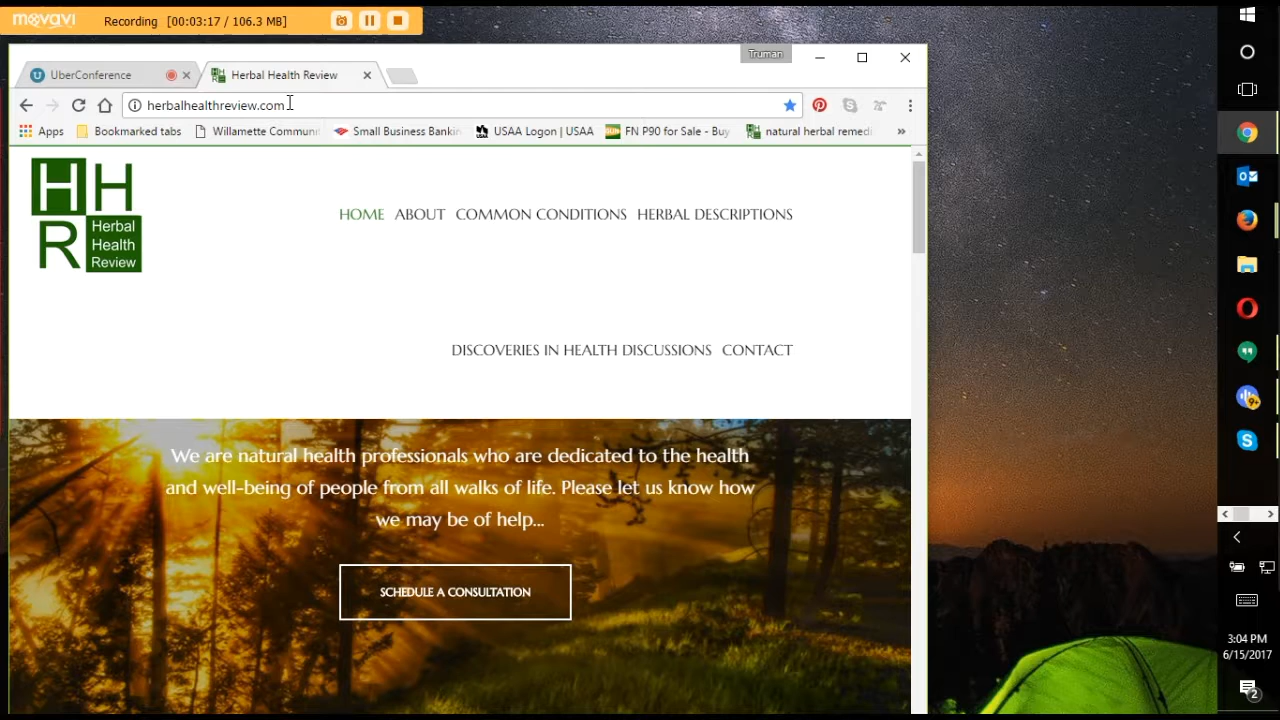 movavi
Recording [00:03:17 / 106.3 MB]
Truman
UberConference
Herbal Health Review
herbalhealthreview.com
Apps
Bookmarked tabs
Willamette Commun
Small Business Bankin
USAA Logon | USAA
FN P90 for Sale - Buy
natural herbal remedi
»
H H
R Herbal
Health
Review
HOME ABOUT COMMON CONDITIONS HERBAL DESCRIPTIONS
DISCOVERIES IN HEALTH DISCUSSIONS CONTACT
We are natural health professionals who are dedicated to the health
and well-being of people from all walks of life. Please let us know how
we may be of help...
SCHEDULE A CONSULTATION
9+
3:04 PM
6/15/2017
2